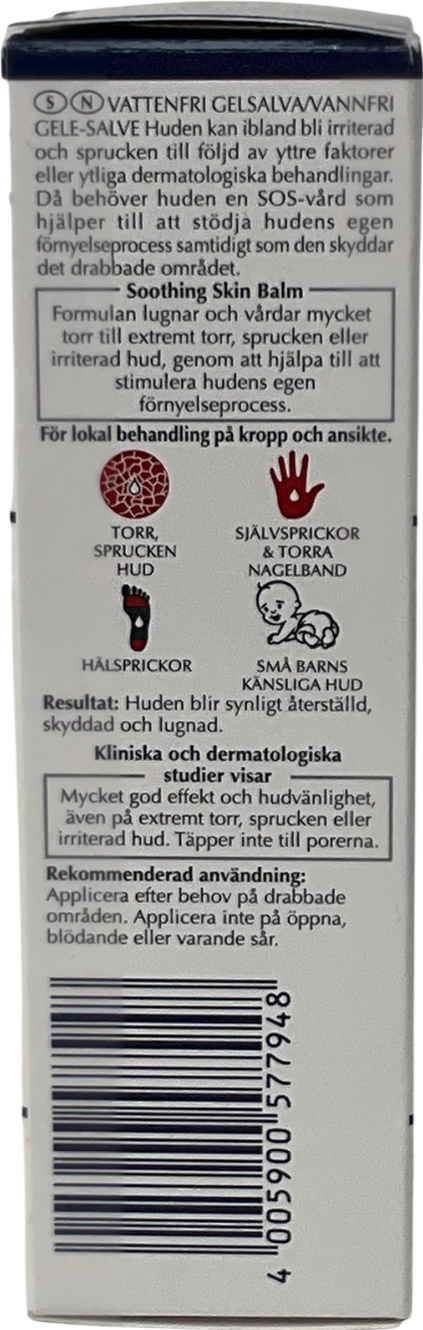 S N VATTENFRI GELSALVA/VANNFRI
GELE-SALVE Huden kan ibland bli irriterad
och sprucken till följd av yttre faktorer
eller ytliga dermatologiska behandlingar.
Då behöver huden en SOS-vård som
hjälper till att stödja hudens egen
förnyelseprocess samtidigt som den skyddar
det drabbade området.
Soothing Skin Balm
Formulan lugnar och vårdar mycket
torr till extremt torr, sprucken eller
irriterad hud, genom att hjälpa till att
stimulera hudens egen
förnyelseprocess.
För lokal behandling på kropp och ansikte.
TORR,
SPRUCKEN
HUD
SJÄLVSPRICKOR
& TORRA
NAGELBAND
HÄLSPRICKOR
SMÅ BARNS
KÄNSLIGA HUD
Resultat: Huden blir synligt återställd,
skyddad och lugnad.
Kliniska och dermatologiska
studier visar
Mycket god effekt och hudvänlighet,
även på extremt torr, sprucken eller
irriterad hud. Täpper inte till porerna.
Rekommenderad användning:
Applicera efter behov på drabbade
områden. Applicera inte på öppna,
blödande eller varande sår.
4 005900 577948